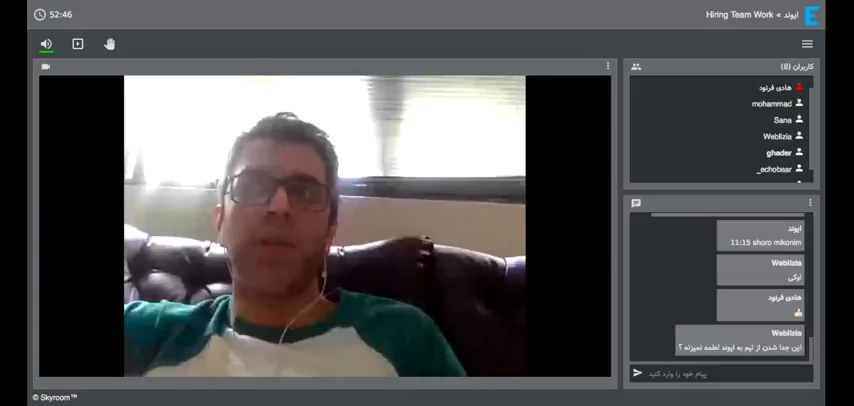 52:46
ایوند » Hiring Team Work
کاربران (8)
هادی فرنود
mohammad
Sana
Weblizia
ghader
echobaar_
ایوند
11:15 shoro mikonim
Weblizia
اوکی
هادی فرنود
👍🏻
Weblizia
این جدا شدن از تیم به ایوند لطمه نمیزنه ؟
پیام خود را وارد کنید
© Skyroom™